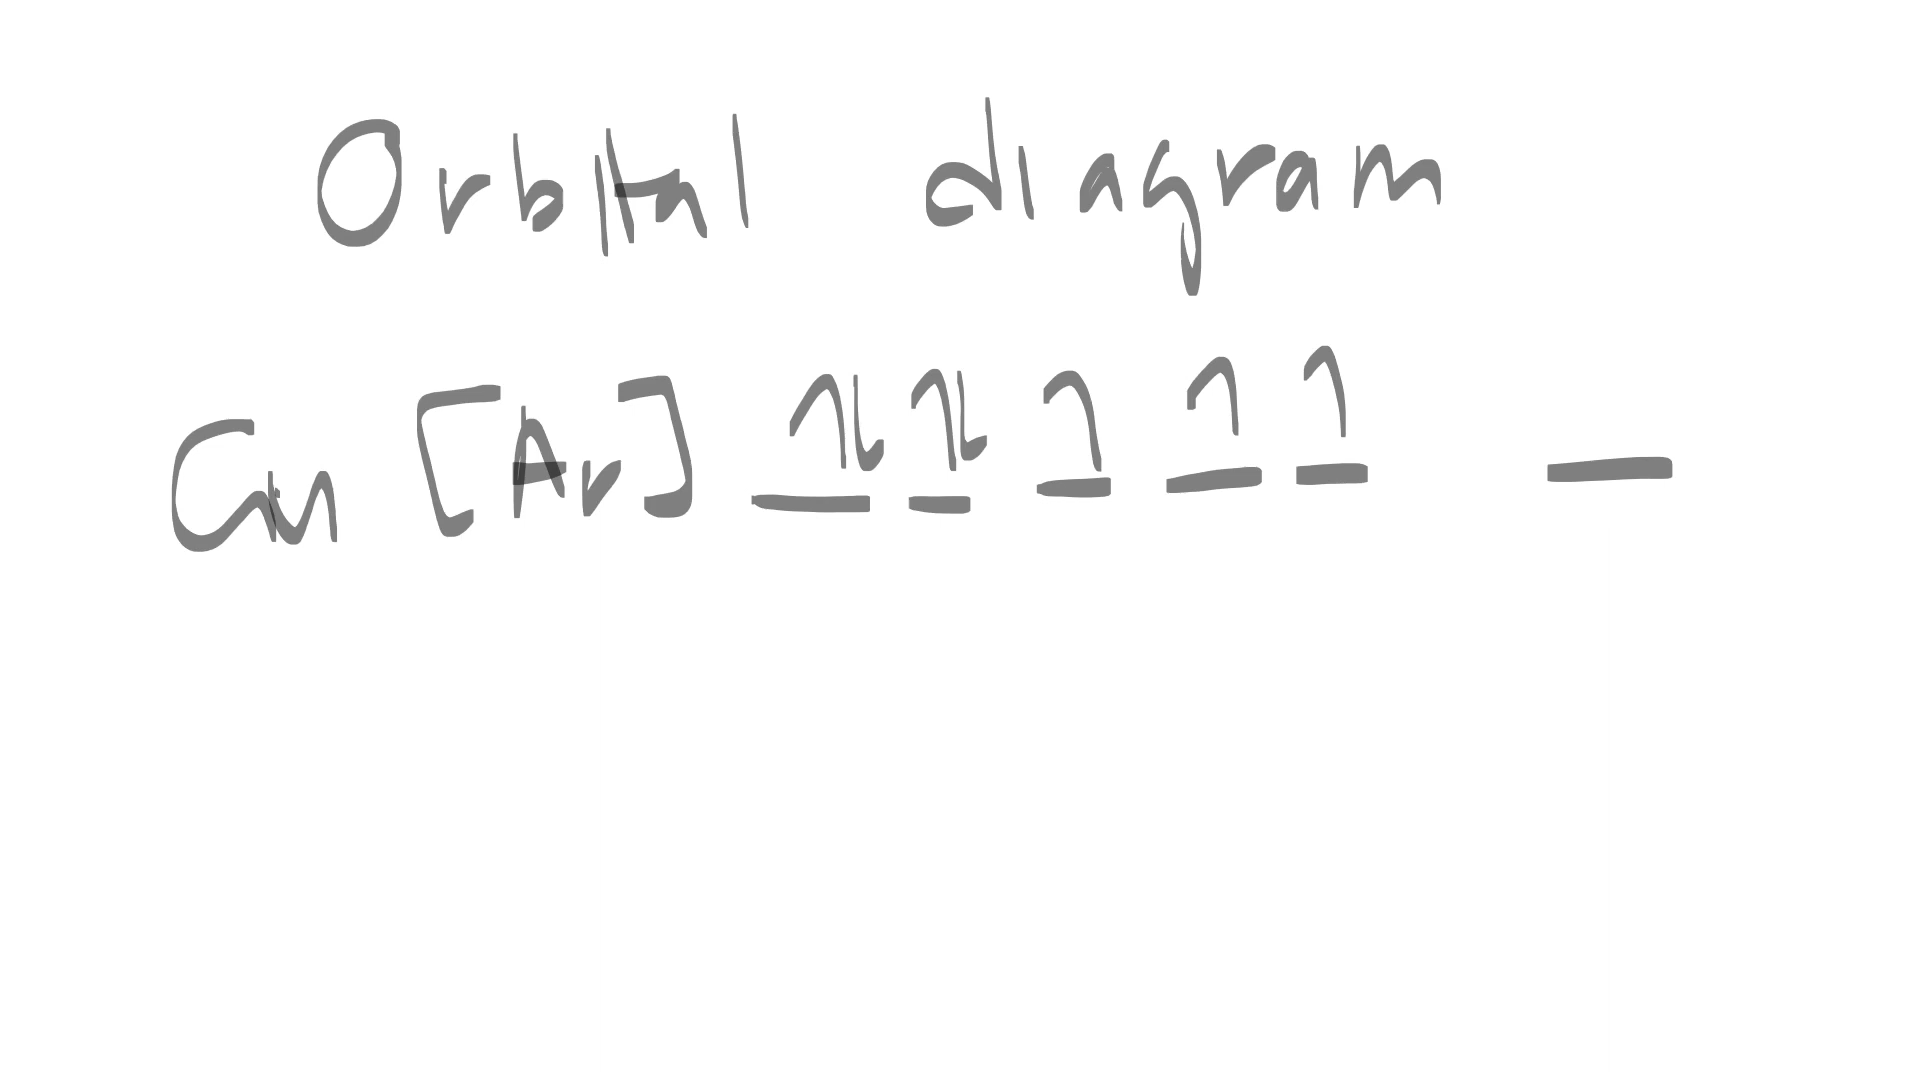 Orbital diagram
Cu [Ar] ↑↓ ↑↓ ↑ ↑ ↑ _